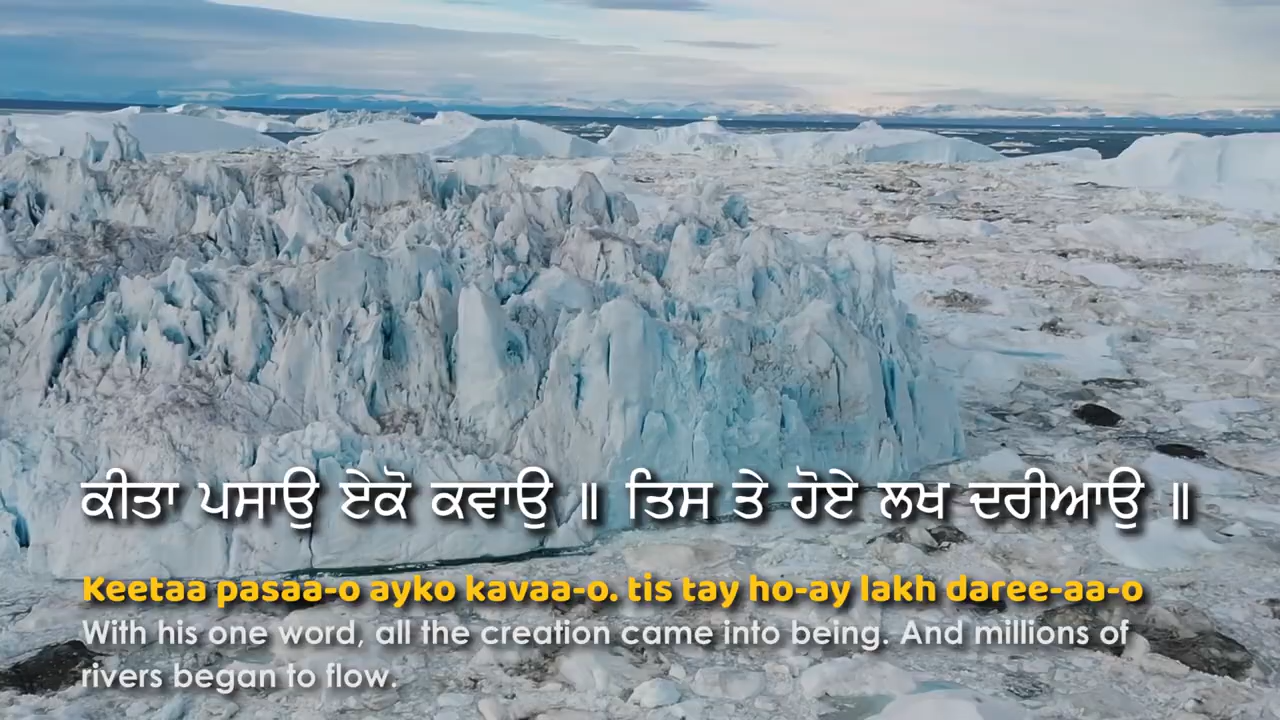 ਕੀਤਾ ਪਸਾਉ ਏਕੋ ਕਵਾਉ ॥ ਤਿਸ ਤੇ ਹੋਏ ਲਖ ਦਰੀਆਉ ॥
Keetaa pasaa-o ayko kavaa-o. tis tay ho-ay lakh daree-aa-o
With his one word, all the creation came into being. And millions of
rivers began to flow.